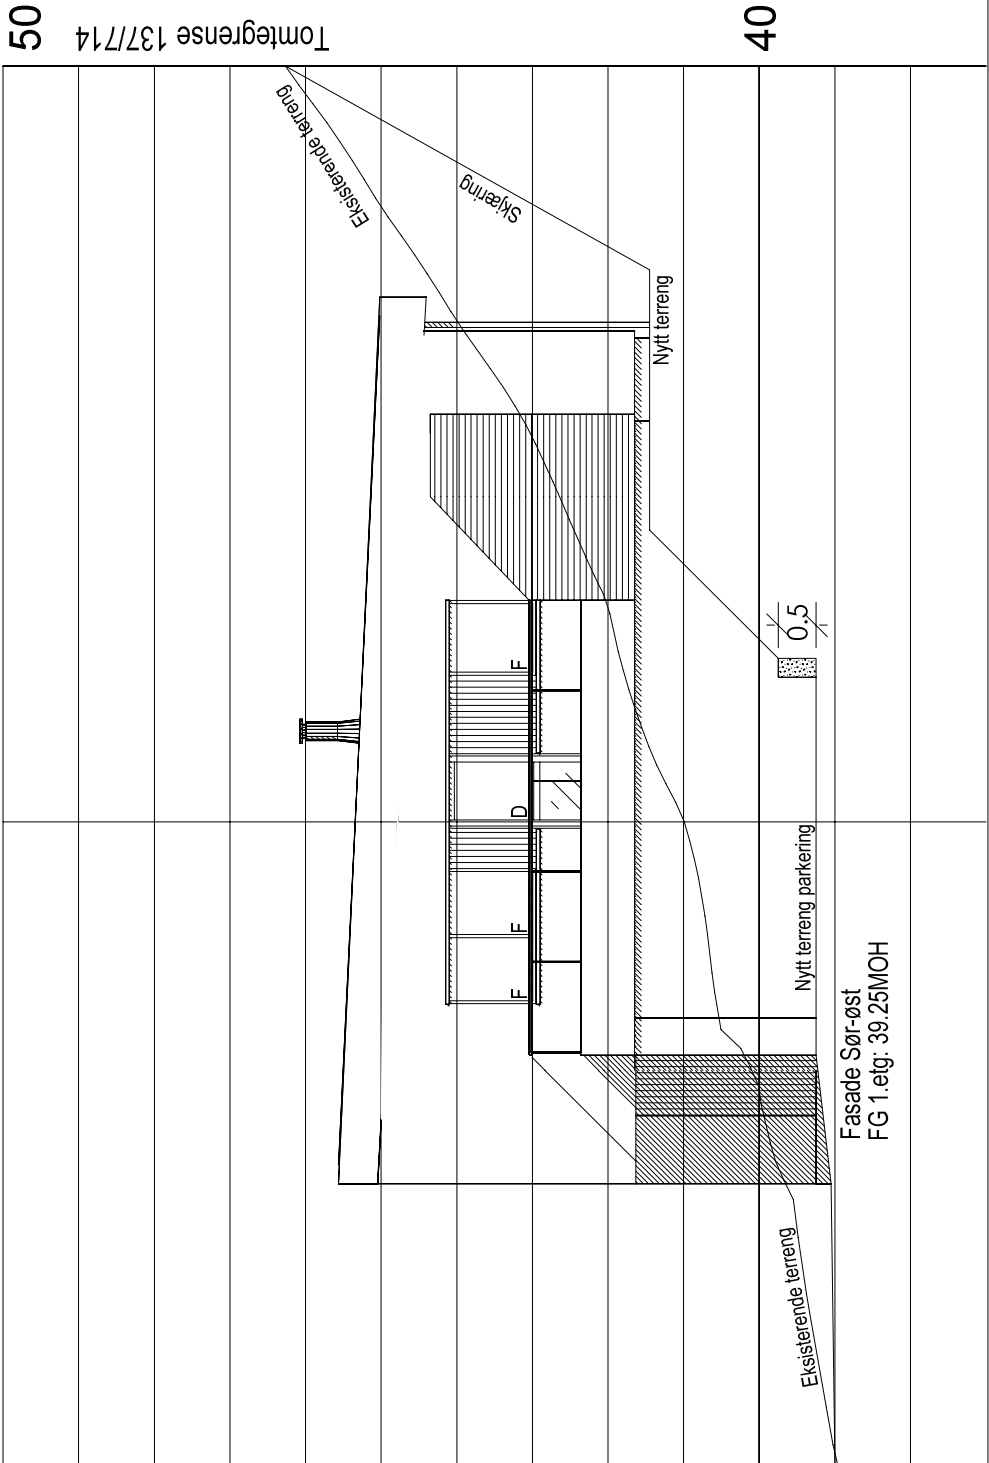 50
Tomtegrense 137/714
40
Eksisterende terreng
Skjæring
Nytt terreng
0.5
F
D
F
F
Nytt terreng parkering
Fasade Sør-øst
FG 1.etg: 39.25MOH
Eksisterende terreng